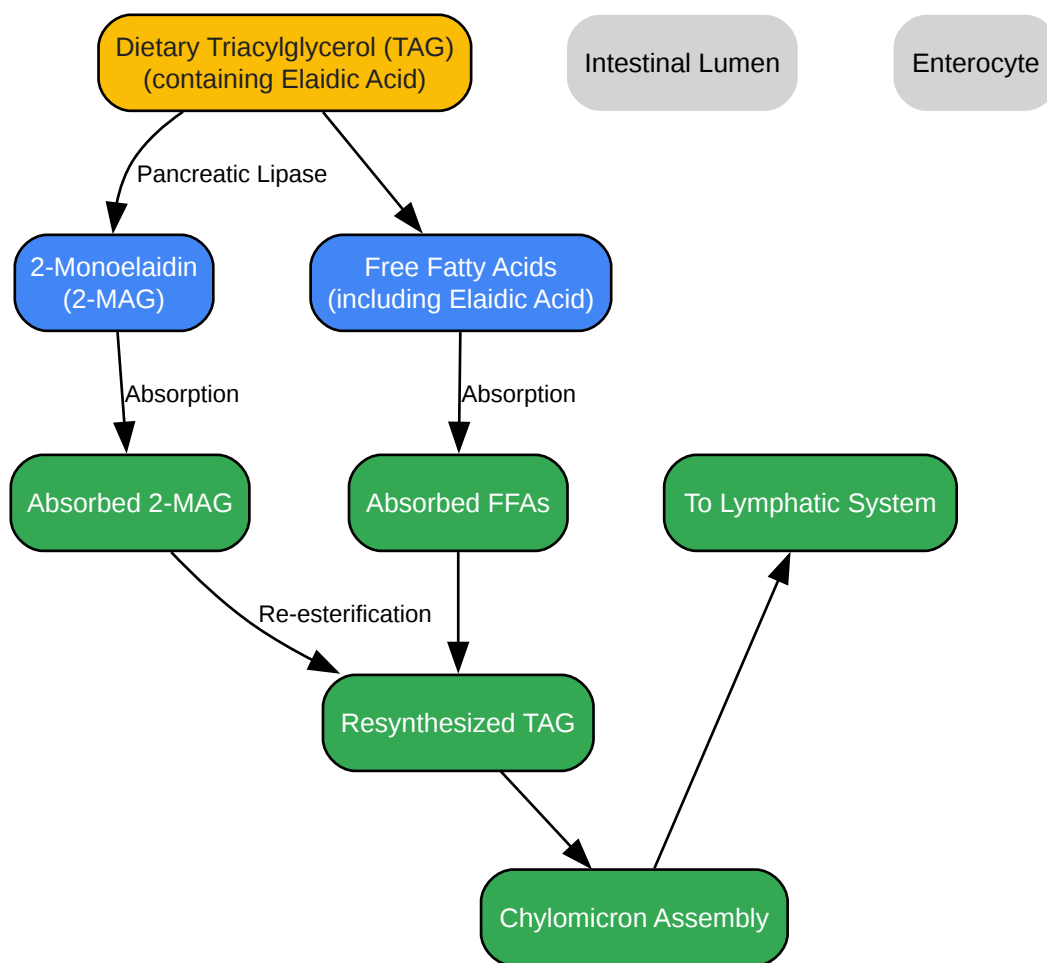 Dietary Triacylglycerol (TAG)
(containing Elaidic Acid)
Intestinal Lumen
Enterocyte
Pancreatic Lipase
2-Monoelaidin
(2-MAG)
Free Fatty Acids
(including Elaidic Acid)
Absorption
Absorption
Absorbed 2-MAG
Absorbed FFAs
To Lymphatic System
Re-esterification
Resynthesized TAG
Chylomicron Assembly